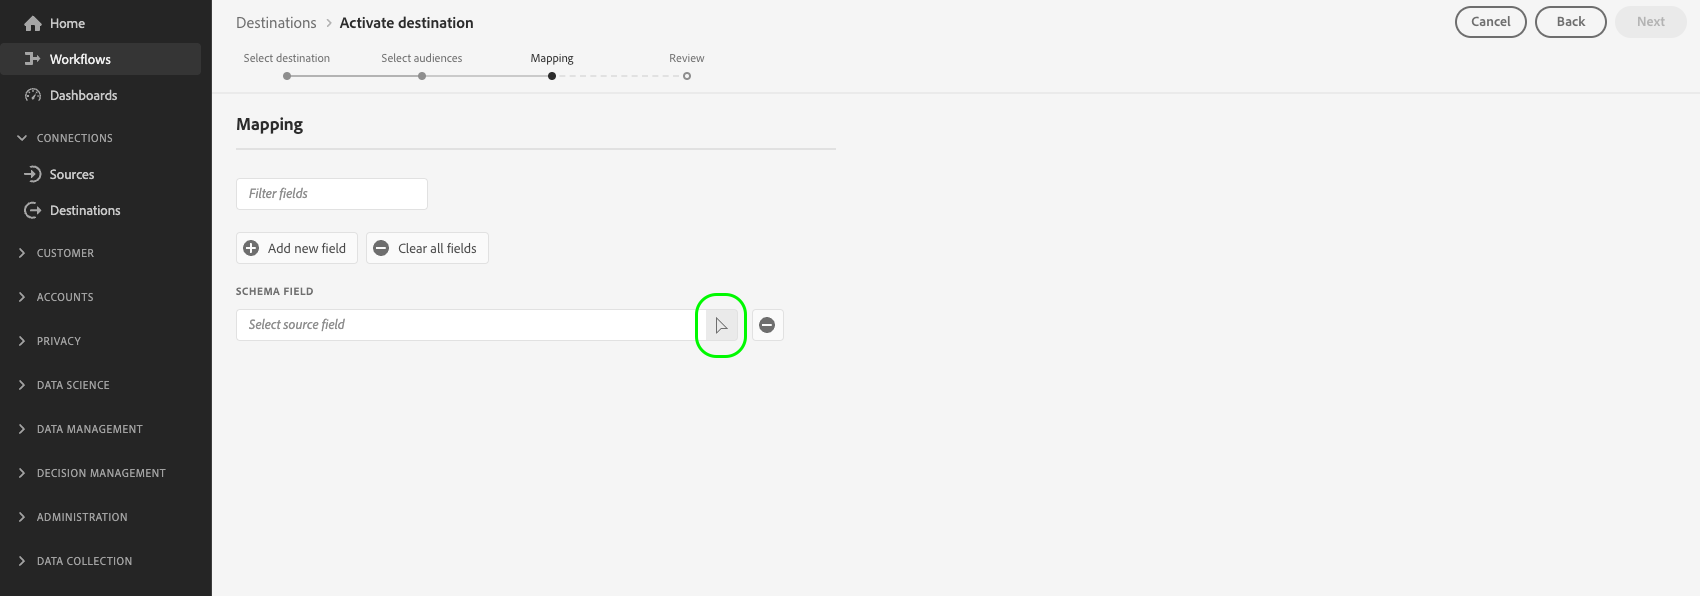 Home
Workflows
Dashboards
CONNECTIONS
Sources
Destinations
CUSTOMER
ACCOUNTS
PRIVACY
DATA SCIENCE
DATA MANAGEMENT
DECISION MANAGEMENT
ADMINISTRATION
DATA COLLECTION
Destinations > Activate destination
Cancel Back Next
Select destination Select audiences Mapping Review
Mapping
Filter fields
Add new field Clear all fields
SCHEMA FIELD
Select source field